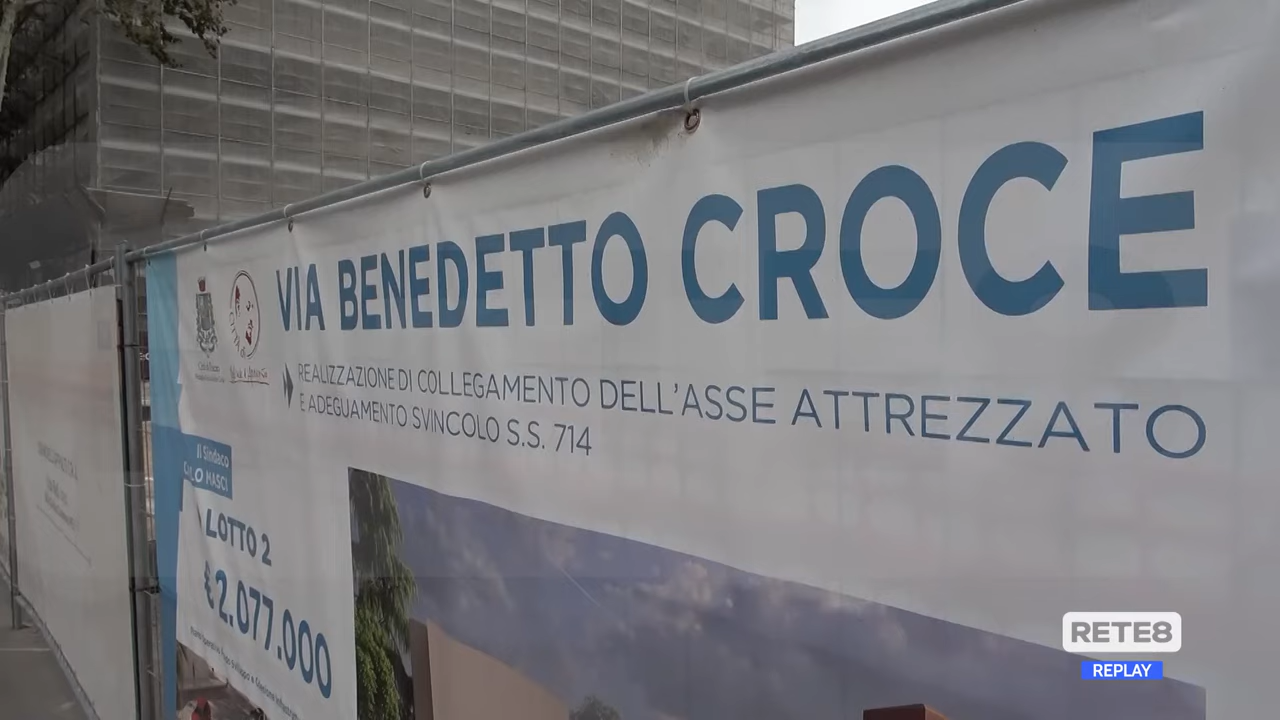 VIA BENEDETTO CROCE
REALIZZAZIONE DI COLLEGAMENTO DELL'ASSE ATTREZZATO
E ADEGUAMENTO SVINCOLO S.S. 714
Il Sindaco
MASCI
LOTTO 2
€ 2.077.000
RETE8
REPLAY